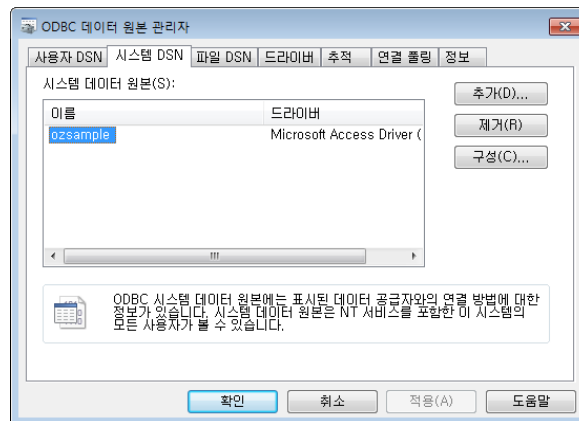 ODBC 데이터 원본 관리자
사용자 DSN 시스템 DSN 파일 DSN 드라이버 추적 연결 풀링 정보
시스템 데이터 원본(S):
이름 드라이버
ozsample Microsoft Access Driver (
추가(D)...
제거(R)
구성(C)...
ODBC 시스템 데이터 원본에는 표시된 데이터 공급자와의 연결 방법에 대한
정보가 있습니다. 시스템 데이터 원본은 NT 서비스를 포함한 이 시스템의
모든 사용자가 볼 수 있습니다.
확인 취소 적용(A) 도움말